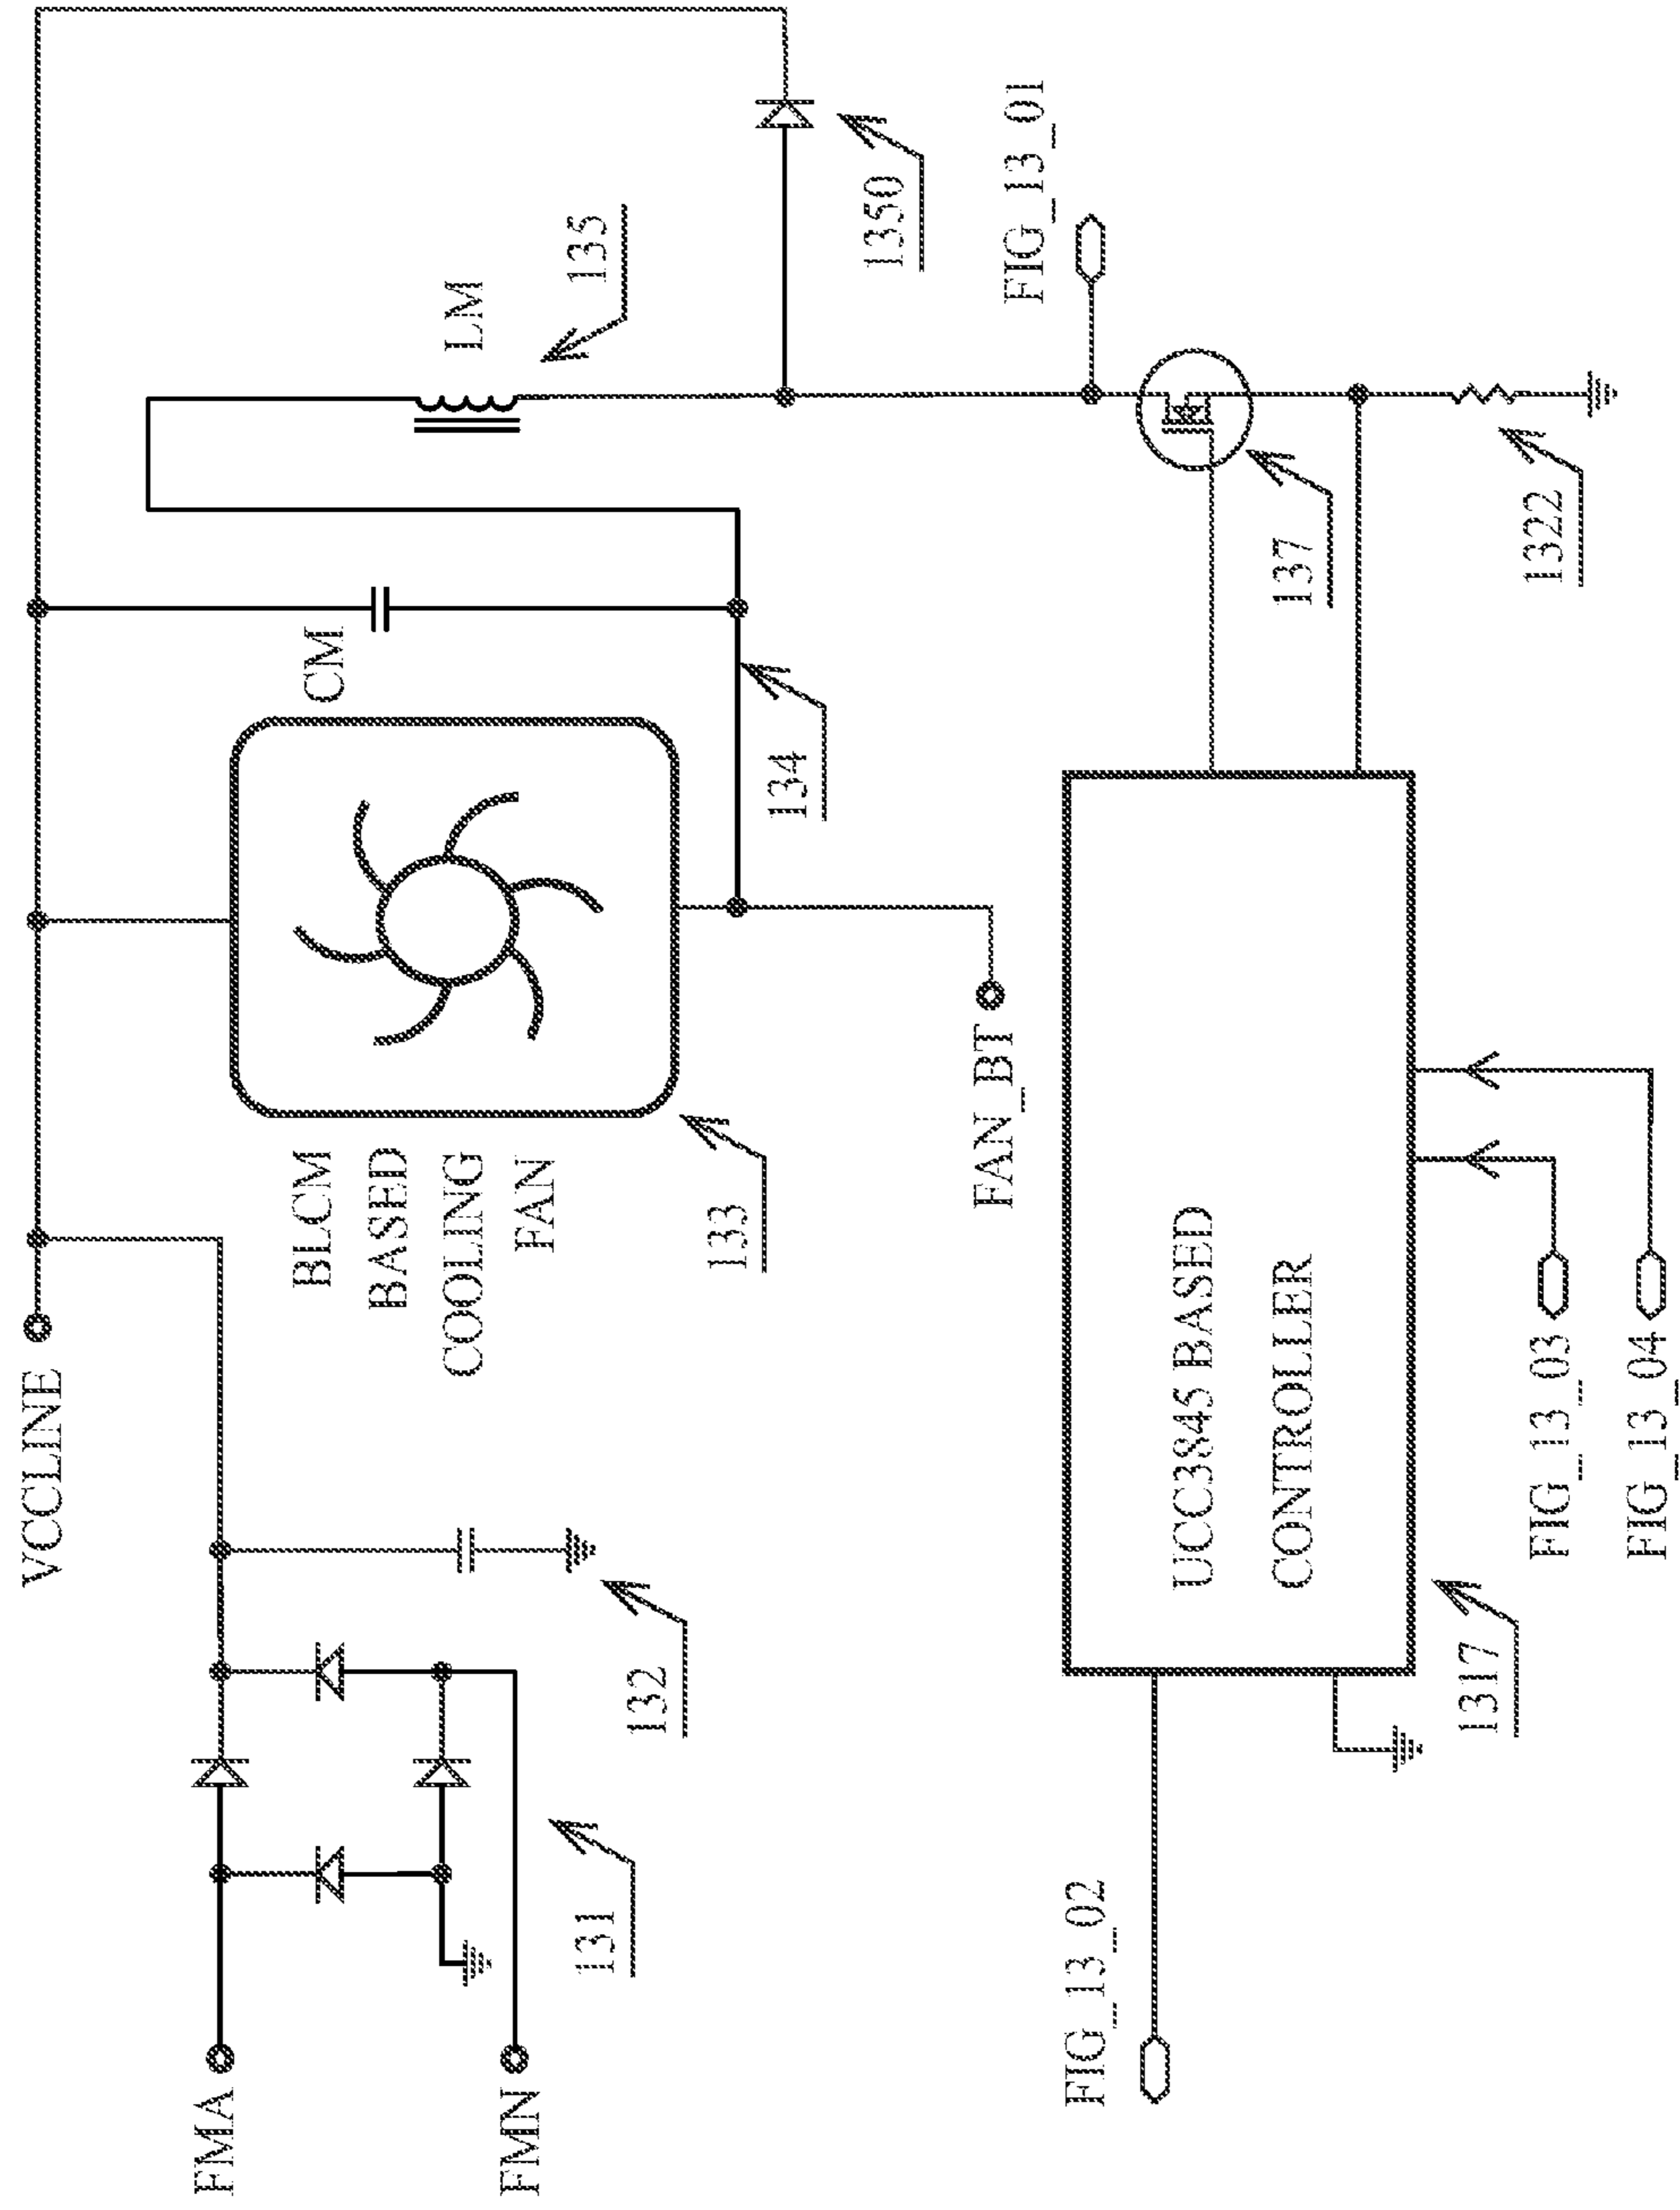 FMA
FMN
131
132
VCCLINE
BLCM
BASED
COOLING
FAN
133
CM
134
LM
135
1350
FAN_BT
FIG_13_01
137
1322
FIG_13_02
UCC3845 BASED
CONTROLLER
1317
FIG_13_03
FIG_13_04